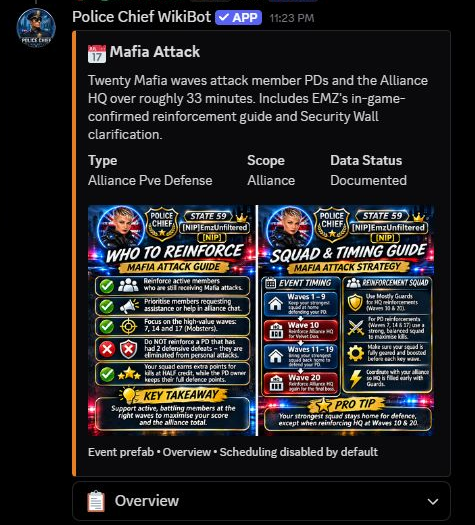 Police Chief WikiBot ✓ APP 11:23 PM
JUL 17 Mafia Attack
Twenty Mafia waves attack member PDs and the Alliance
HQ over roughly 33 minutes. Includes EMZ's in-game-
confirmed reinforcement guide and Security Wall
clarification.
Type Scope Data Status
Alliance Pve Defense Alliance Documented
POLICE CHIEF
STATE 59
[NIP]EmzUnfiltered
[NIP]
WHO TO REINFORCE
MAFIA ATTACK GUIDE
Reinforce active members
who are still receiving Mafia attacks.
Prioritise members requesting
assistance or help in alliance chat.
Focus on the high-value waves:
7, 14 and 17 (Mobsters).
Do NOT reinforce a PD that has
had 2 defensive defeats – they are
eliminated from personal attacks.
Your squad earns extra points for
kills at HALF credit, while the PD owner
keeps their full defence points.
KEY TAKEAWAY
Support active, battling members at the
right waves to maximise your score
and the alliance total.
POLICE CHIEF
STATE 59
[NIP]EmzUnfiltered
[NIP]
SQUAD & TIMING GUIDE
MAFIA ATTACK STRATEGY
EVENT TIMING
Waves 1–9
Keep your strongest
squad at home
defending your PD.
Wave 10
Reinforce Alliance HQ
for Velvet Don.
Waves 11–19
Bring your strongest
squad back home to
defend your PD.
Wave 20
Reinforce Alliance HQ
again for the final boss.
REINFORCEMENT SQUAD
Use Mostly Guards
for HQ reinforcements
(Waves 10 & 20).
For PD reinforcements
(Waves 7, 14 & 17) use a
strong, balanced squad
to maximise kills.
Make sure your squad is
fully geared and boosted
before each key wave.
Coordinate with your alliance
so HQ is filled early with
Guards.
PRO TIP
Your strongest squad stays home for defence,
except when reinforcing HQ at Waves 10 & 20.
Event prefab • Overview • Scheduling disabled by default
Overview